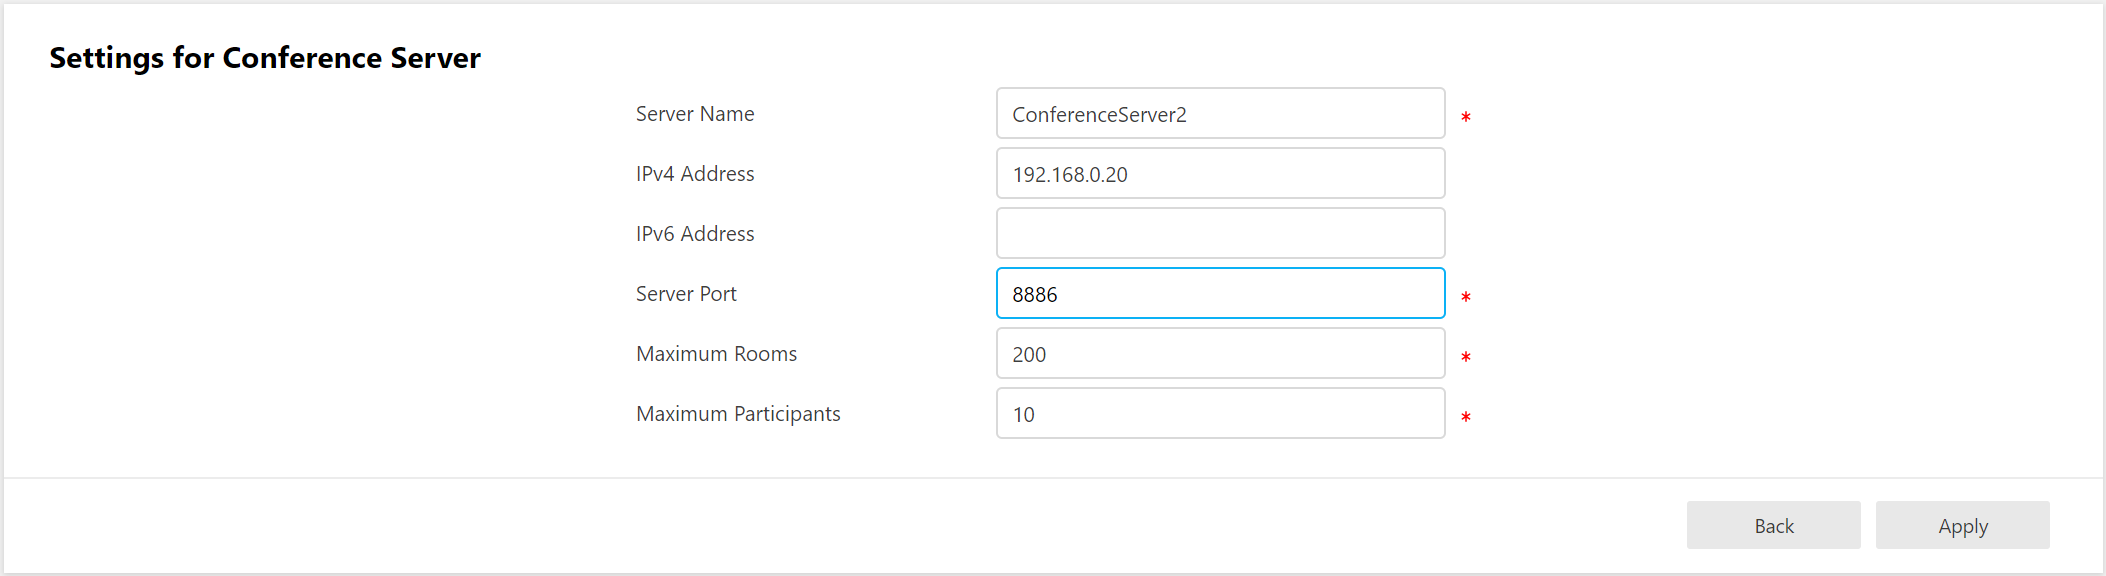 Settings for Conference Server
Server Name ConferenceServer2 *
IPv4 Address 192.168.0.20
IPv6 Address
Server Port 8886 *
Maximum Rooms 200 *
Maximum Participants 10 *
Back Apply